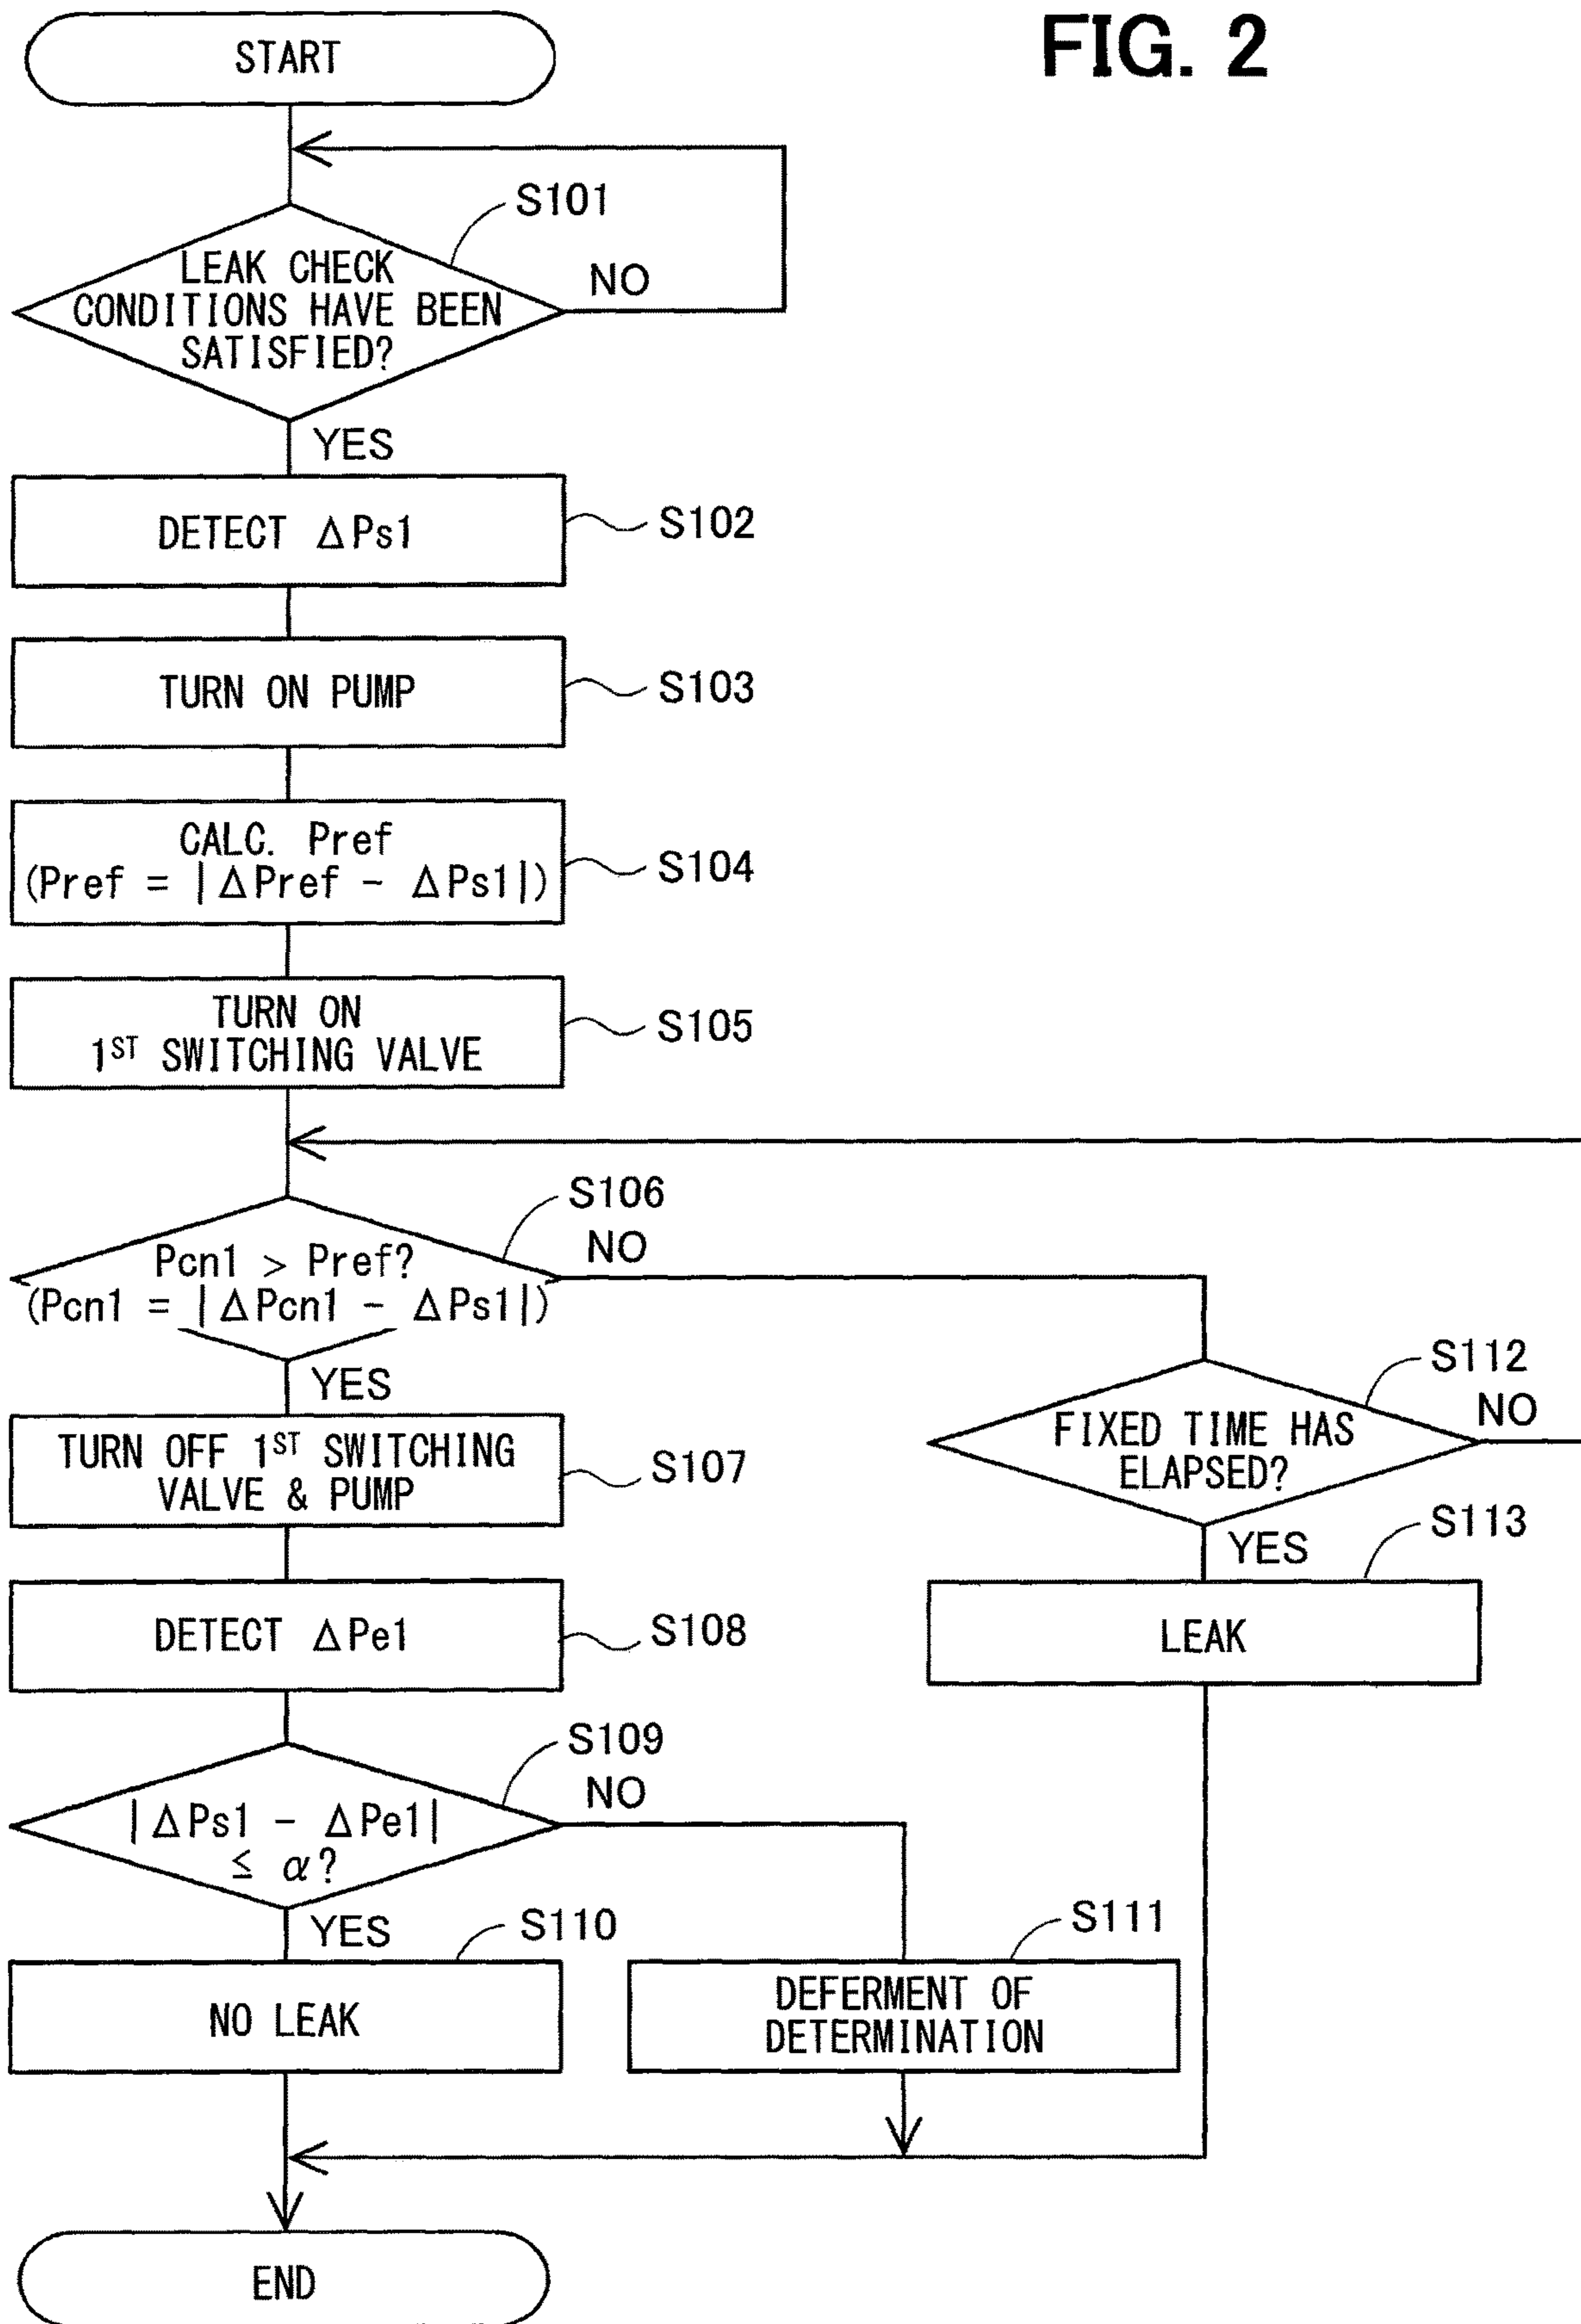 FIG. 2
START
S101
LEAK CHECK
CONDITIONS HAVE BEEN
SATISFIED?
NO
YES
DETECT ΔPs1
S102
TURN ON PUMP
S103
CALC. Pref
(Pref = |ΔPref - ΔPs1|)
S104
TURN ON
1ST SWITCHING VALVE
S105
S106
Pcn1 > Pref?
(Pcn1 = |ΔPcn1 - ΔPs1|)
NO
YES
S112
FIXED TIME HAS
ELAPSED?
NO
YES
TURN OFF 1ST SWITCHING
VALVE & PUMP
S107
S113
LEAK
DETECT ΔPe1
S108
S109
|ΔPs1 - ΔPe1|
≤ α?
NO
YES
S110
NO LEAK
S111
DEFERMENT OF
DETERMINATION
END